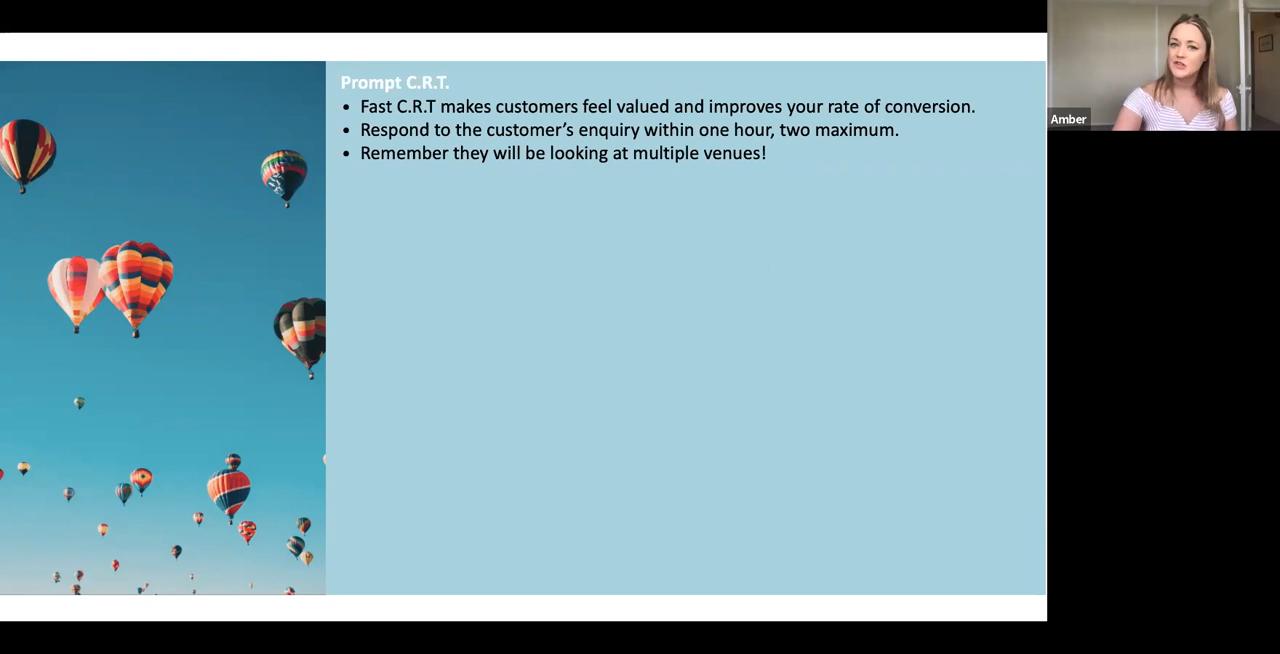 Prompt C.R.T.
• Fast C.R.T makes customers feel valued and improves your rate of conversion.
• Respond to the customer’s enquiry within one hour, two maximum.
• Remember they will be looking at multiple venues!
Amber